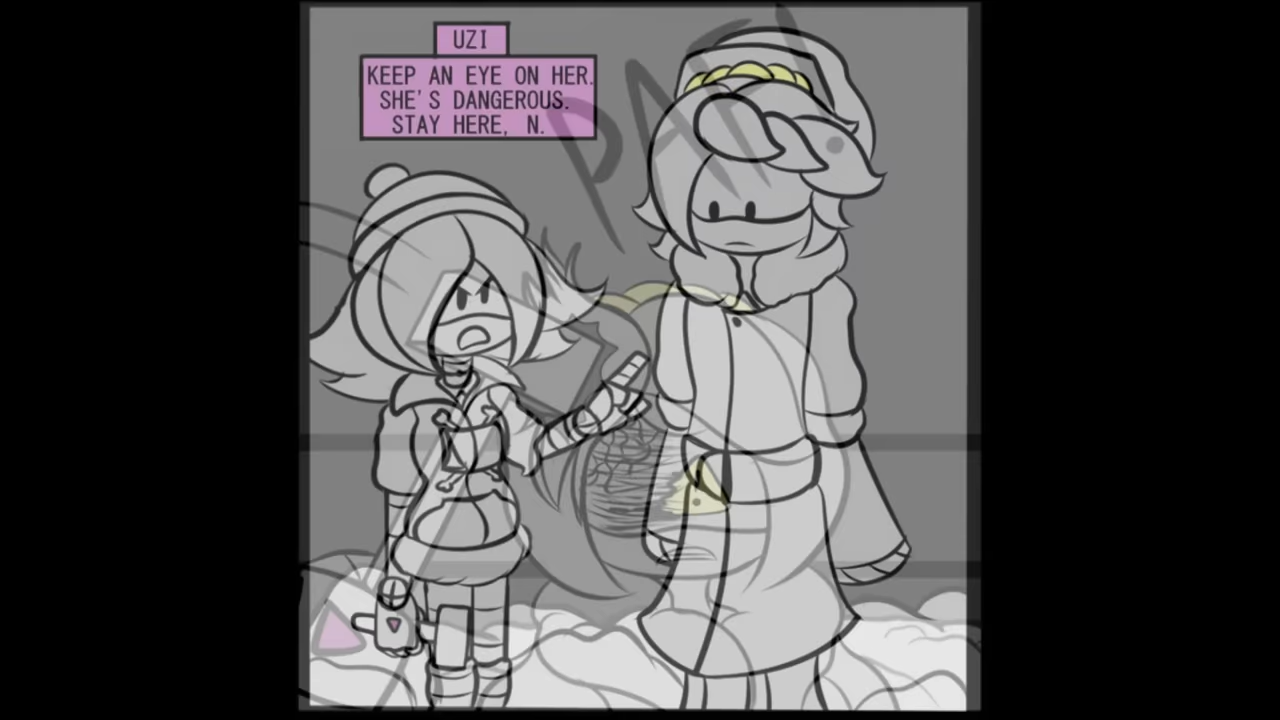 UZI
KEEP AN EYE ON HER.
SHE'S DANGEROUS.
STAY HERE, N.